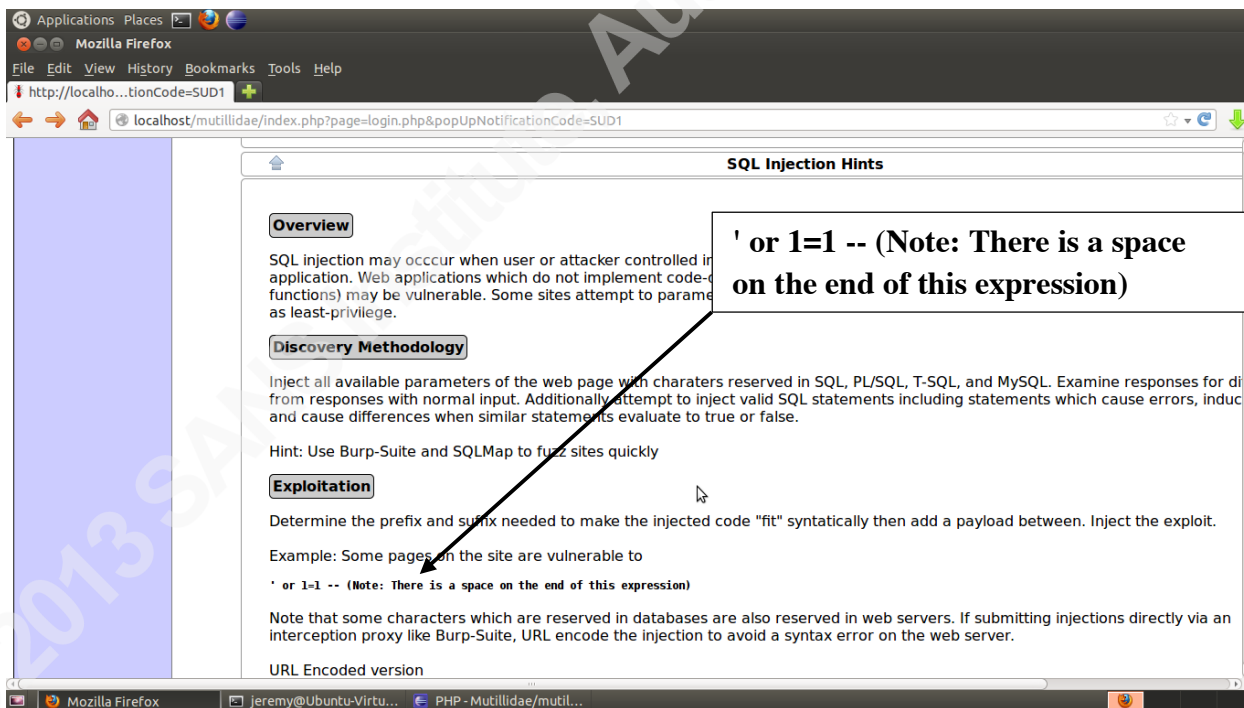 Applications Places
Mozilla Firefox
File Edit View History Bookmarks Tools Help
http://localho...tionCode=SUD1
localhost/mutillidae/index.php?page=login.php&popUpNotificationCode=SUD1
SQL Injection Hints
Overview
SQL injection may occcur when user or attacker controlled in
application. Web applications which do not implement code-
functions) may be vulnerable. Some sites attempt to parame
as least-privilege.
' or 1=1 -- (Note: There is a space
on the end of this expression)
Discovery Methodology
Inject all available parameters of the web page with charaters reserved in SQL, PL/SQL, T-SQL, and MySQL. Examine responses for di
from responses with normal input. Additionally attempt to inject valid SQL statements including statements which cause errors, induc
and cause differences when similar statements evaluate to true or false.
Hint: Use Burp-Suite and SQLMap to fuzz sites quickly
Exploitation
Determine the prefix and suffix needed to make the injected code "fit" syntatically then add a payload between. Inject the exploit.
Example: Some pages on the site are vulnerable to
' or 1=1 -- (Note: There is a space on the end of this expression)
Note that some characters which are reserved in databases are also reserved in web servers. If submitting injections directly via an
interception proxy like Burp-Suite, URL encode the injection to avoid a syntax error on the web server.
URL Encoded version
Mozilla Firefox
jeremy@Ubuntu-Virtu...
PHP - Mutillidae/mutil...
2013 SANS Institute, Au